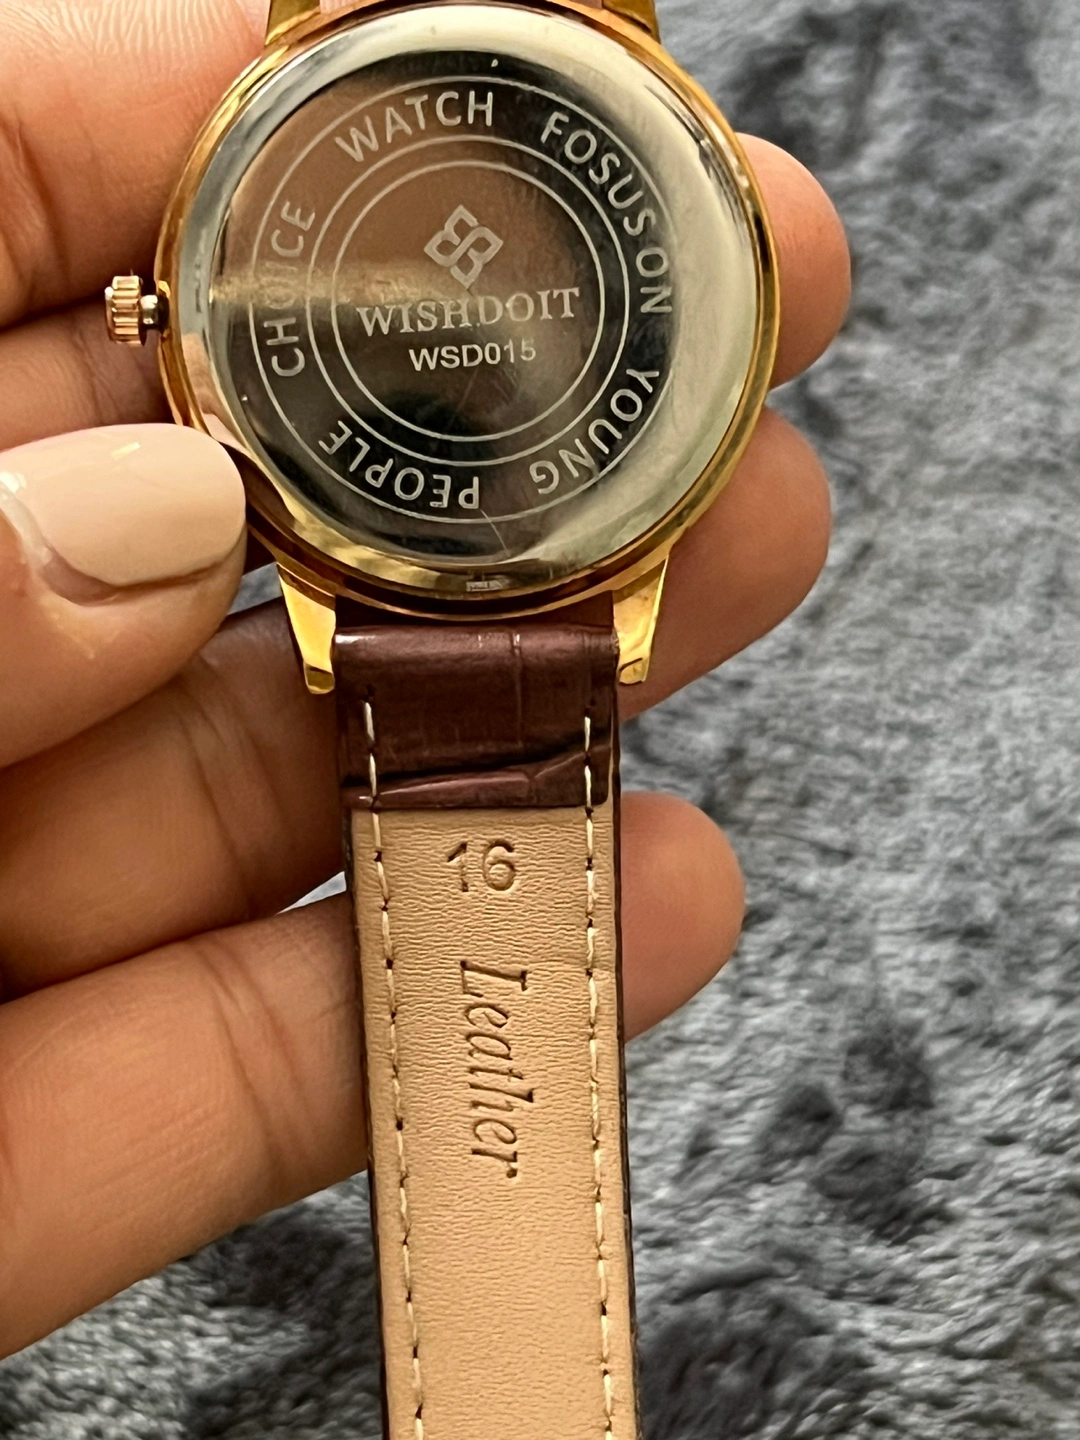 WATCH FOSUS ON YOUNG PEOPLE CHOICE
WISHDOIT
WSD015
16
Leather